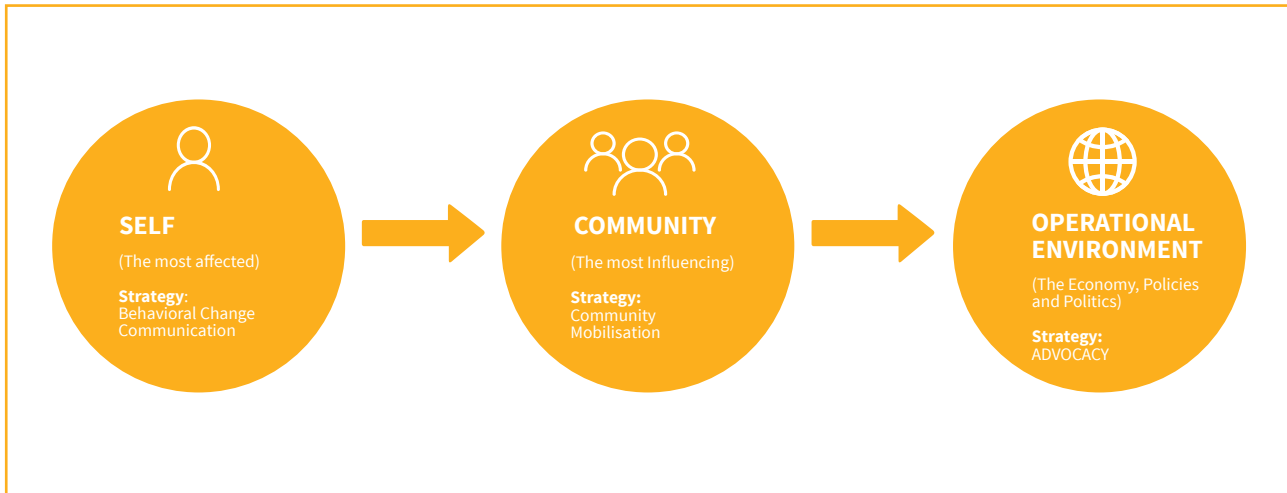 SELF
(The most affected)
Strategy:
Behavioral Change
Communication
COMMUNITY
(The most Influencing)
Strategy:
Community
Mobilisation
OPERATIONAL
ENVIRONMENT
(The Economy, Policies
and Politics)
Strategy:
ADVOCACY